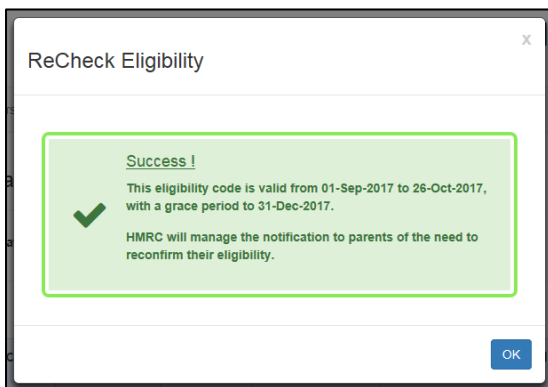 x
ReCheck Eligibility
Success !
This eligibility code is valid from 01-Sep-2017 to 26-Oct-2017,
with a grace period to 31-Dec-2017.
HMRC will manage the notification to parents of the need to
reconfirm their eligibility.
OK